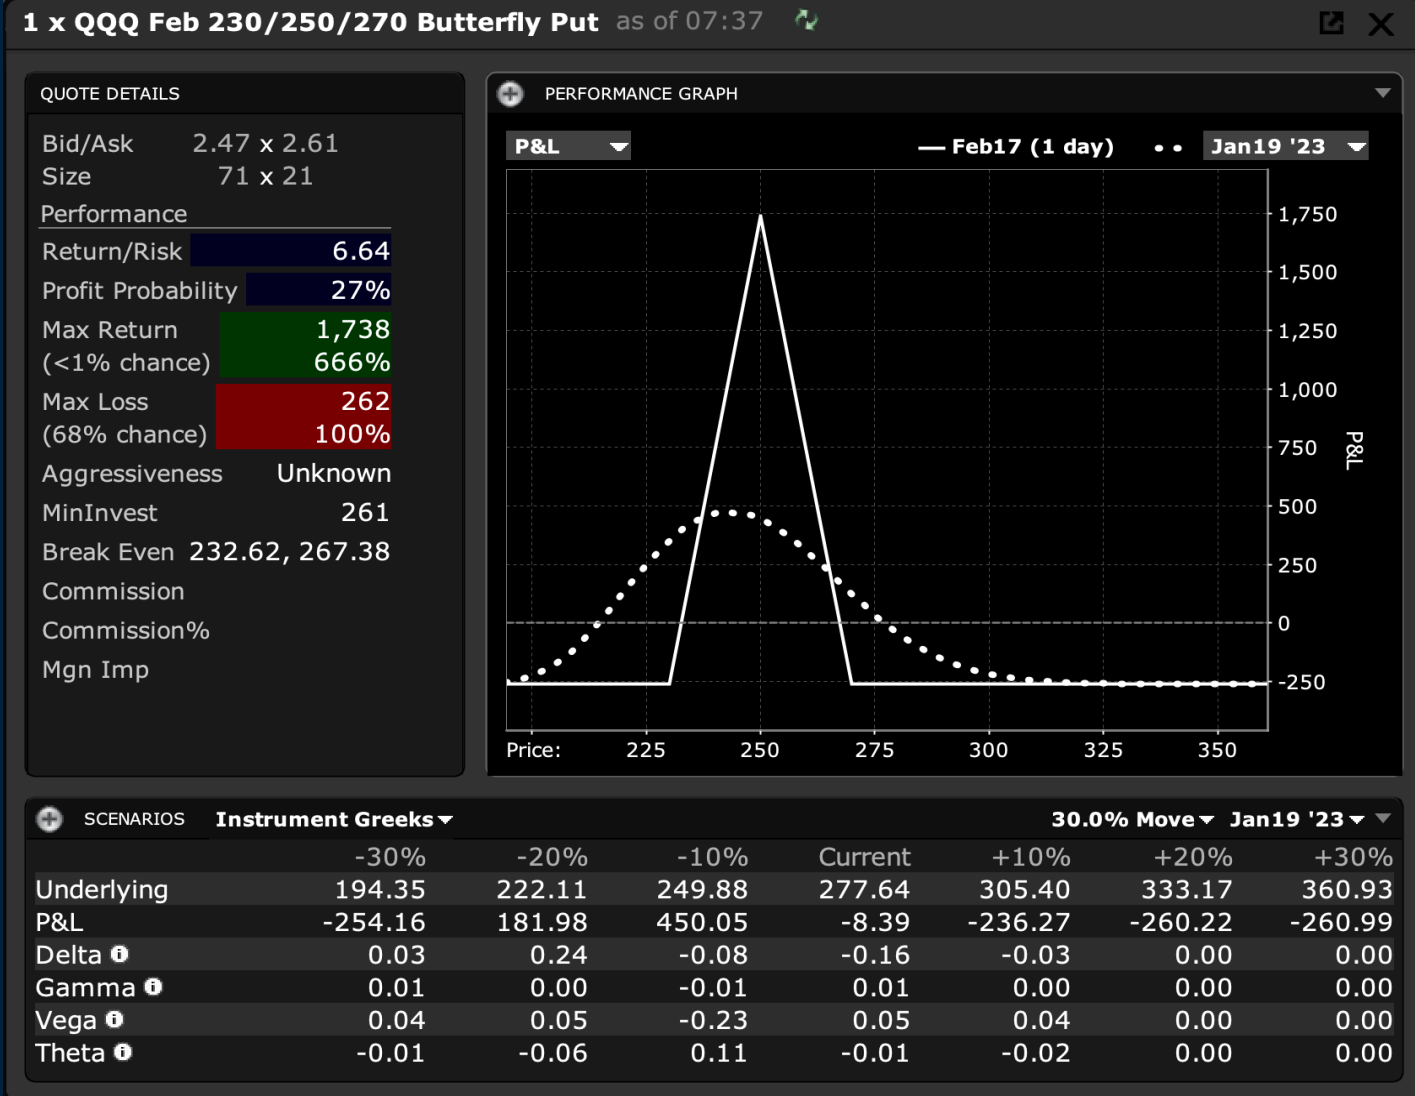 1 x QQQ Feb 230/250/270 Butterfly Put as of 07:37
QUOTE DETAILS
Bid/Ask 2.47 x 2.61
Size 71 x 21
Performance
Return/Risk 6.64
Profit Probability 27%
Max Return 1,738
(<1% chance) 666%
Max Loss 262
(68% chance) 100%
Aggressiveness Unknown
MinInvest 261
Break Even 232.62, 267.38
Commission
Commission%
Mgn Imp
PERFORMANCE GRAPH
P&L Feb17 (1 day) Jan19 '23
1,750
1,500
1,250
1,000
750
500
250
0
-250
P&L
Price: 225 250 275 300 325 350
SCENARIOS Instrument Greeks 30.0% Move Jan19 '23
-30% -20% -10% Current +10% +20% +30%
Underlying 194.35 222.11 249.88 277.64 305.40 333.17 360.93
P&L -254.16 181.98 450.05 -8.39 -236.27 -260.22 -260.99
Delta 0.03 0.24 -0.08 -0.16 -0.03 0.00 0.00
Gamma 0.01 0.00 -0.01 0.01 0.00 0.00 0.00
Vega 0.04 0.05 -0.23 0.05 0.04 0.00 0.00
Theta -0.01 -0.06 0.11 -0.01 -0.02 0.00 0.00